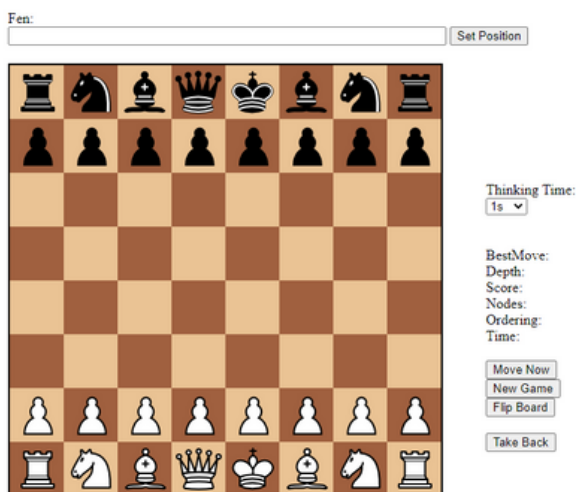 Fen:
Set Position
Thinking Time:
1s
BestMove:
Depth:
Score:
Nodes:
Ordering:
Time:
Move Now
New Game
Flip Board
Take Back